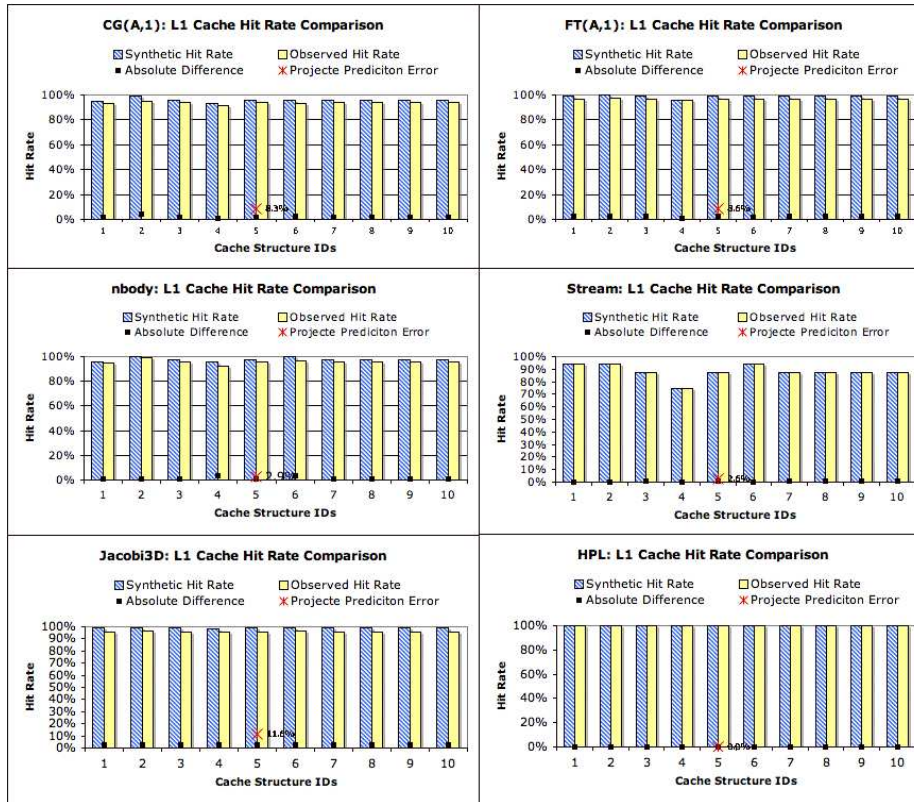 CG(A,1): L1 Cache Hit Rate Comparison
Synthetic Hit Rate Observed Hit Rate
Absolute Difference Projecte Prediciton Error
100%
80%
60%
40%
20%
0%
Hit Rate
8.3%
1 2 3 4 5 6 7 8 9 10
Cache Structure IDs
FT(A,1): L1 Cache Hit Rate Comparison
Synthetic Hit Rate Observed Hit Rate
Absolute Difference Projecte Prediciton Error
100%
80%
60%
40%
20%
0%
Hit Rate
1 2 3 4 5 6 7 8 9 10
Cache Structure IDs
nbody: L1 Cache Hit Rate Comparison
Synthetic Hit Rate Observed Hit Rate
Absolute Difference Projecte Prediciton Error
100%
80%
60%
40%
20%
0%
Hit Rate
2.9%
1 2 3 4 5 6 7 8 9 10
Cache Structure IDs
Stream: L1 Cache Hit Rate Comparison
Synthetic Hit Rate Observed Hit Rate
Absolute Difference Projecte Prediciton Error
100%
90%
80%
70%
60%
50%
40%
30%
20%
10%
0%
Hit Rate
2.6%
1 2 3 4 5 6 7 8 9 10
Cache Structure IDs
Jacobi3D: L1 Cache Hit Rate Comparison
Synthetic Hit Rate Observed Hit Rate
Absolute Difference Projecte Prediciton Error
100%
90%
80%
70%
60%
50%
40%
30%
20%
10%
0%
Hit Rate
11.6%
1 2 3 4 5 6 7 8 9 10
Cache Structure IDs
HPL: L1 Cache Hit Rate Comparison
Synthetic Hit Rate Observed Hit Rate
Absolute Difference Projecte Prediciton Error
100%
80%
60%
40%
20%
0%
Hit Rate
0.0%
1 2 3 4 5 6 7 8 9 10
Cache Structure IDs